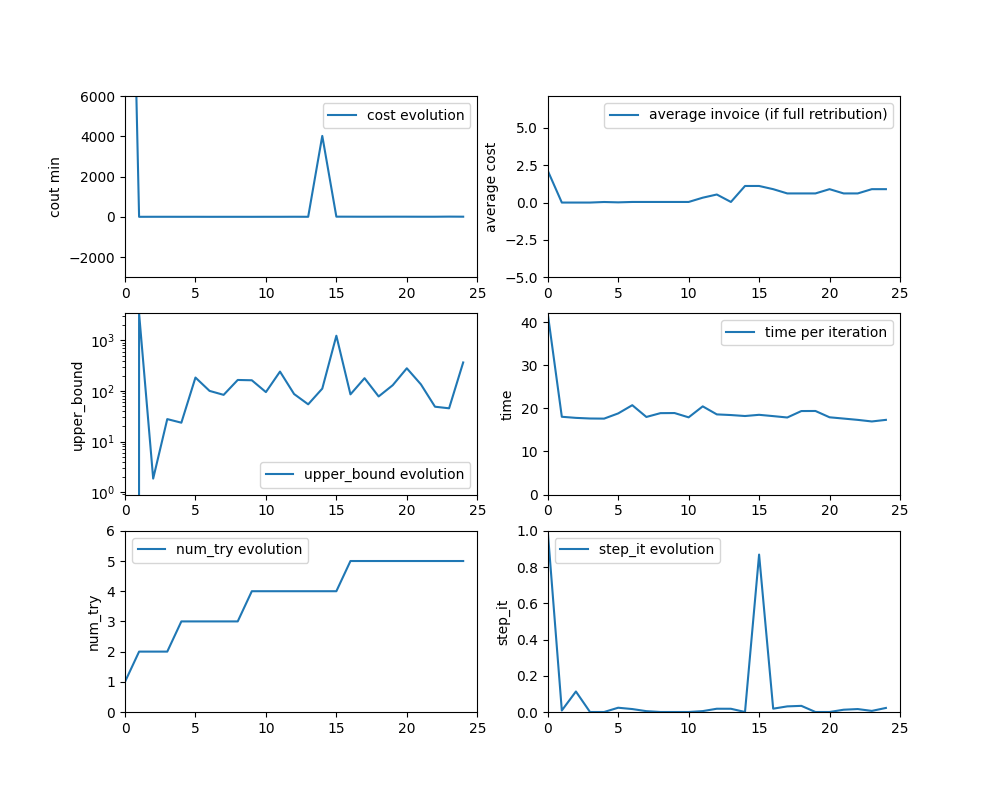 6000
4000
2000
0
−2000
cout min
cost evolution
0 5 10 15 20 25
5.0
2.5
0.0
−2.5
−5.0
average cost
average invoice (if full retribution)
0 5 10 15 20 25
10³
10²
10¹
10⁰
upper_bound
upper_bound evolution
0 5 10 15 20 25
40
30
20
10
0
time
time per iteration
0 5 10 15 20 25
6
5
4
3
2
1
0
num_try
num_try evolution
0 5 10 15 20 25
1.0
0.8
0.6
0.4
0.2
0.0
step_it
step_it evolution
0 5 10 15 20 25